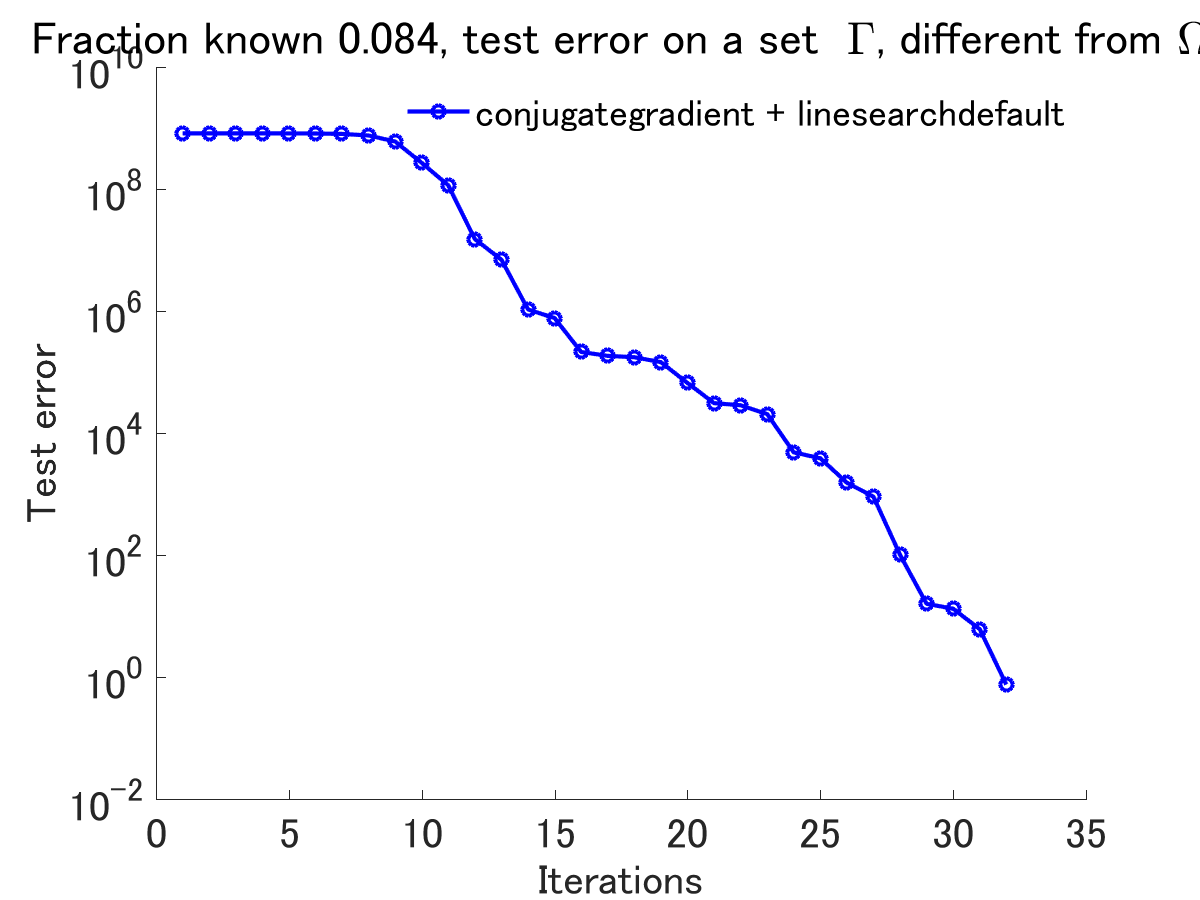 Fraction known 0.084, test error on a set Γ, different from Ω
conjugategradient + linesearchdefault
Test error
10^10
10^8
10^6
10^4
10^2
10^0
10^-2
0 5 10 15 20 25 30 35
Iterations